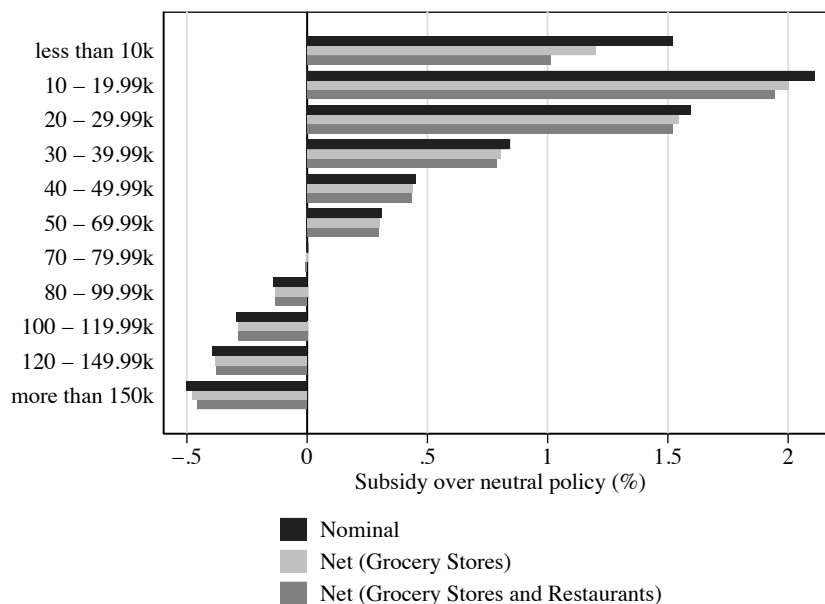 less than 10k
10 – 19.99k
20 – 29.99k
30 – 39.99k
40 – 49.99k
50 – 69.99k
70 – 79.99k
80 – 99.99k
100 – 119.99k
120 – 149.99k
more than 150k
–.5 0 .5 1 1.5 2
Subsidy over neutral policy (%)
Nominal
Net (Grocery Stores)
Net (Grocery Stores and Restaurants)